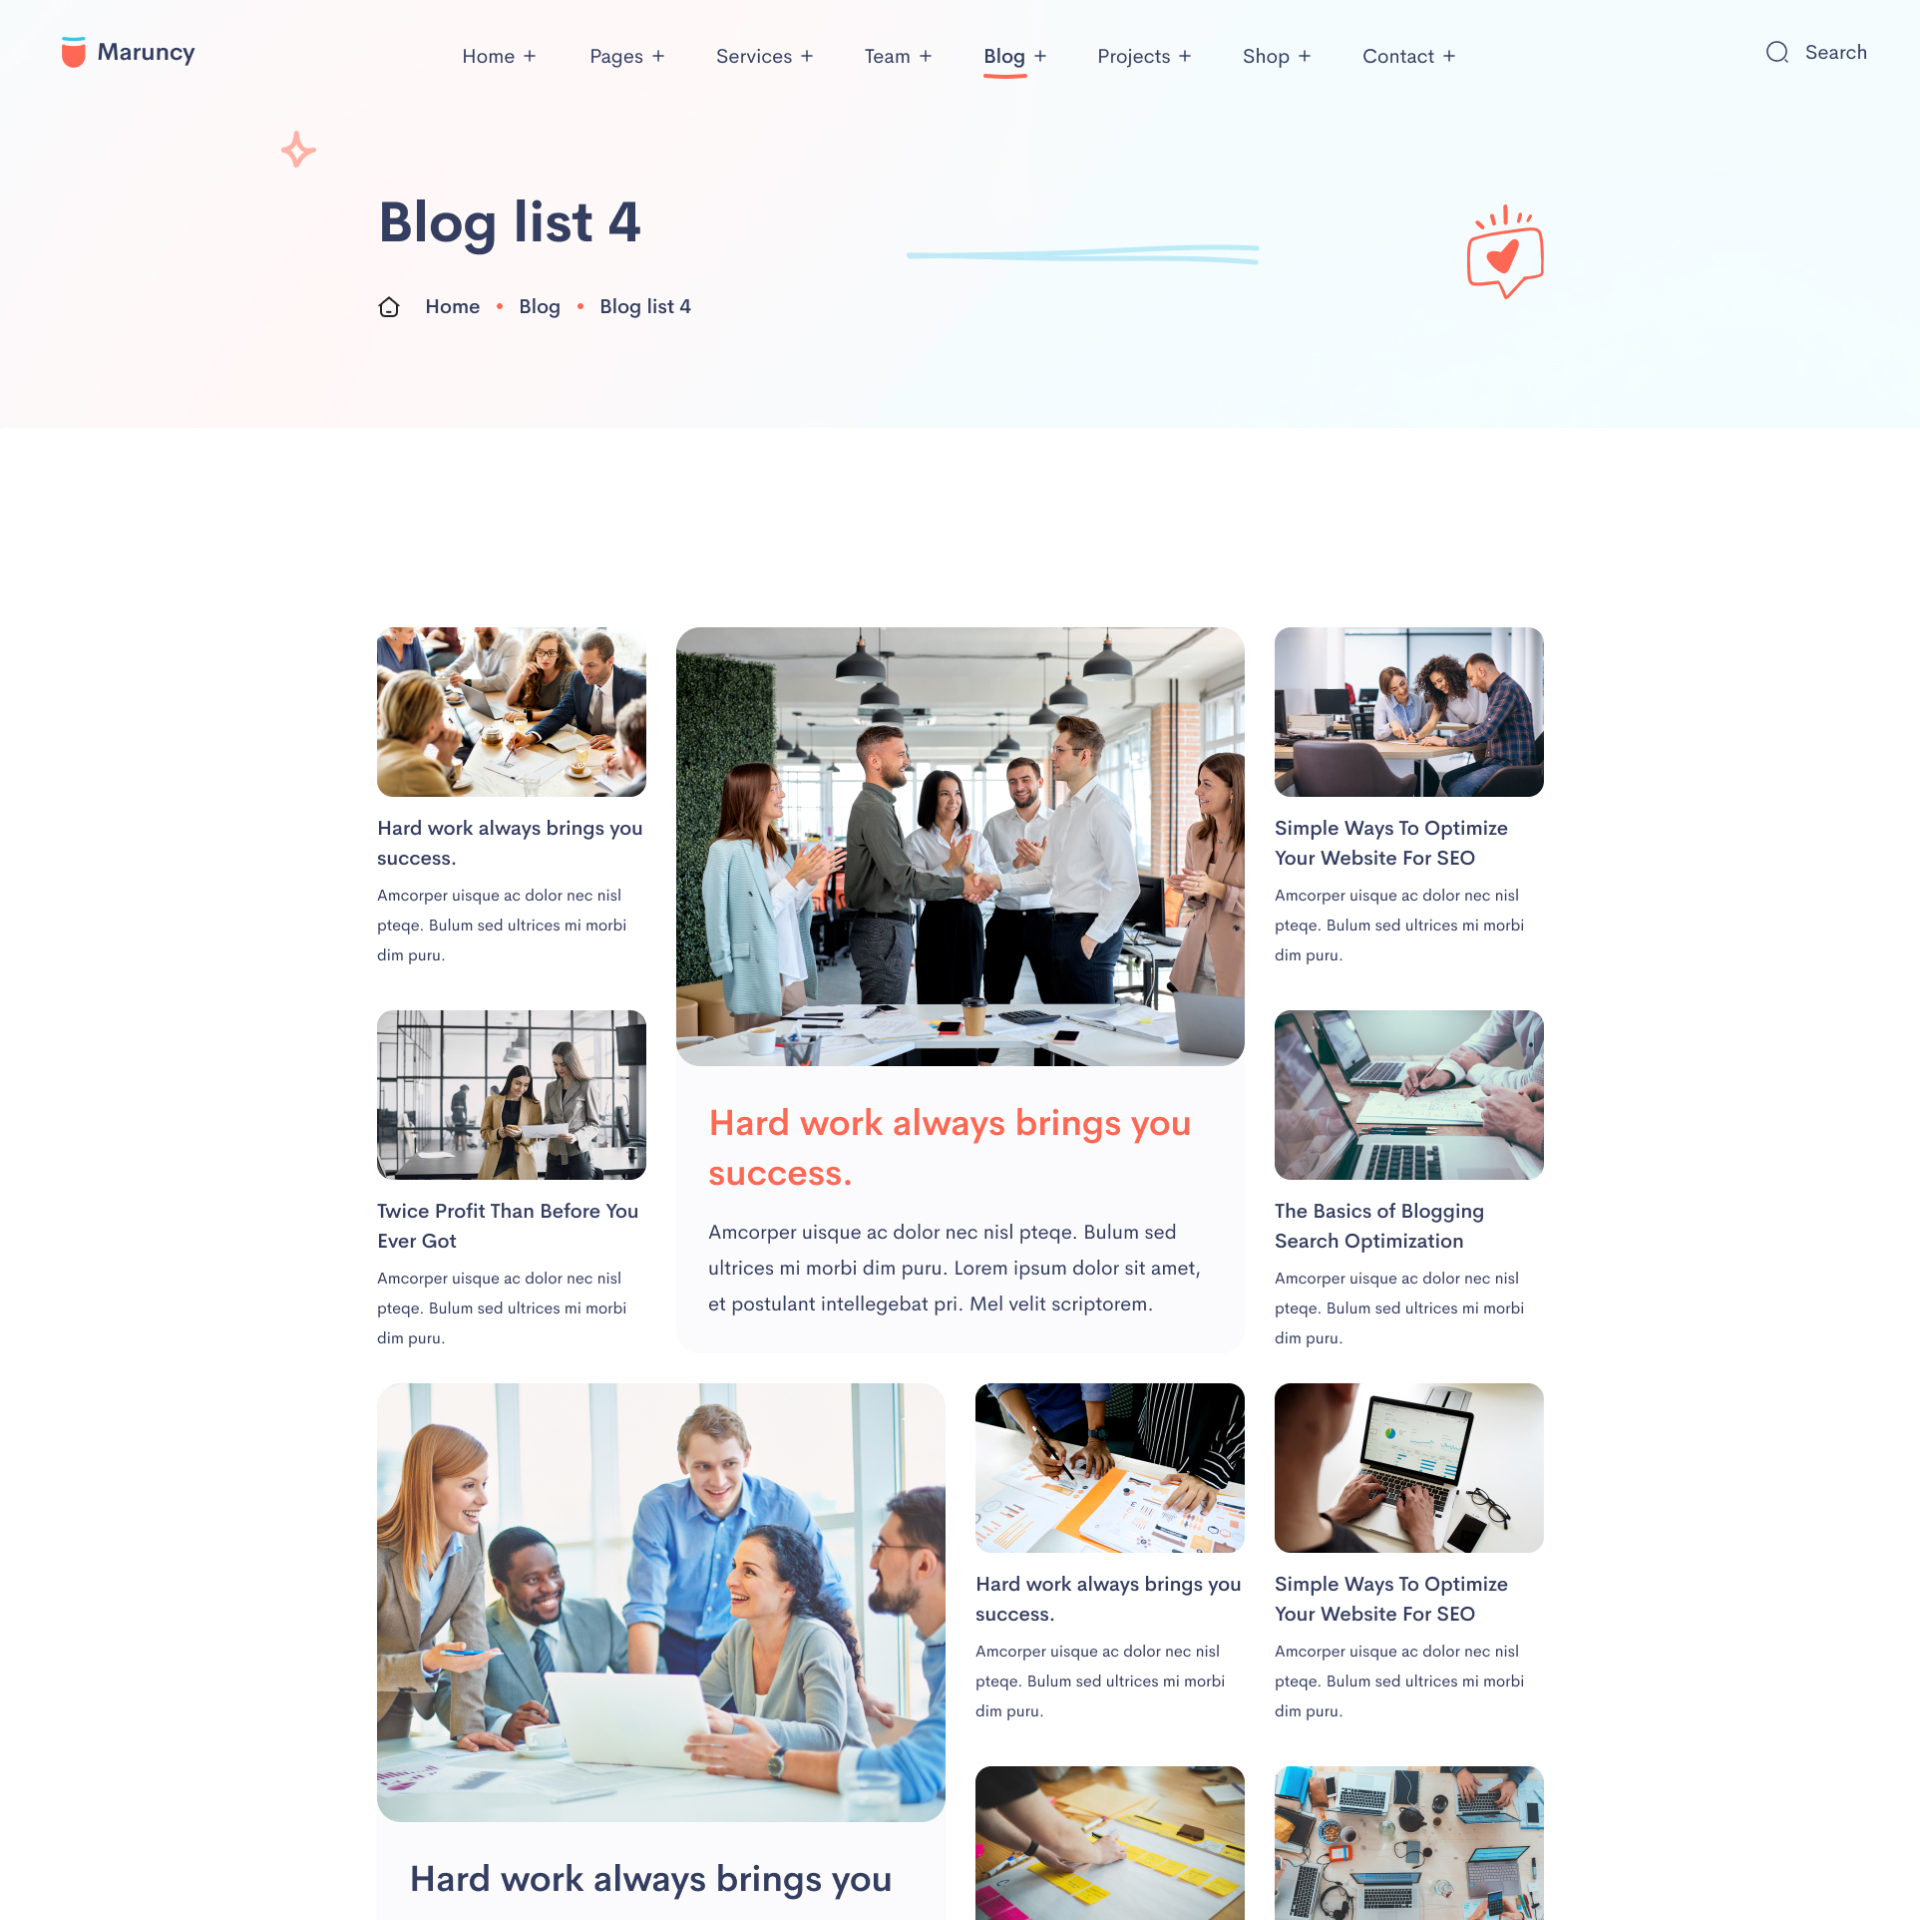 Maruncy
Home +
Pages +
Services +
Team +
Blog +
Projects +
Shop +
Contact +
Search
Blog list 4
Home • Blog • Blog list 4
Hard work always brings you
success.
Amcorper uisque ac dolor nec nisl
pteqe. Bulum sed ultrices mi morbi
dim puru.
Twice Profit Than Before You
Ever Got
Amcorper uisque ac dolor nec nisl
pteqe. Bulum sed ultrices mi morbi
dim puru.
Hard work always brings you
success.
Amcorper uisque ac dolor nec nisl pteqe. Bulum sed
ultrices mi morbi dim puru. Lorem ipsum dolor sit amet,
et postulant intellegebat pri. Mel velit scriptorem.
Simple Ways To Optimize
Your Website For SEO
Amcorper uisque ac dolor nec nisl
pteqe. Bulum sed ultrices mi morbi
dim puru.
The Basics of Blogging
Search Optimization
Amcorper uisque ac dolor nec nisl
pteqe. Bulum sed ultrices mi morbi
dim puru.
Hard work always brings you
Hard work always brings you
success.
Amcorper uisque ac dolor nec nisl
pteqe. Bulum sed ultrices mi morbi
dim puru.
Simple Ways To Optimize
Your Website For SEO
Amcorper uisque ac dolor nec nisl
pteqe. Bulum sed ultrices mi morbi
dim puru.